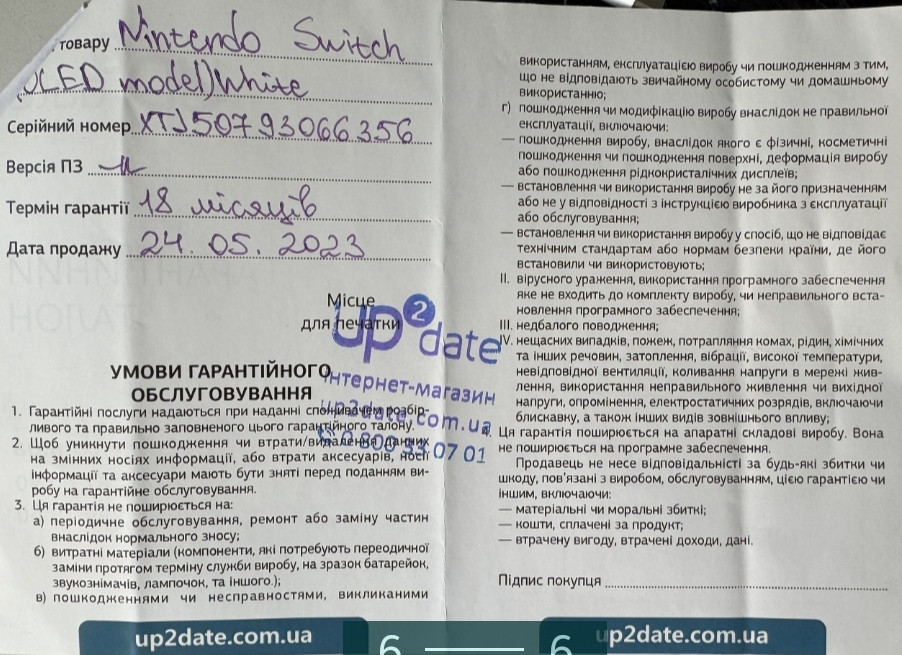 товару Nintendo Switch
(OLED model) White
Серійний номер XTJ50793066356
Версія ПЗ
Термін гарантії 18 місяців
Дата продажу 24.05.2023
Місце
для печатки
up2date
інтернет-магазин
up2date.com.ua
07 01
УМОВИ ГАРАНТІЙНОГО
ОБСЛУГОВУВАННЯ
1. Гарантійні послуги надаються при наданні споживачем розбір-
ливого та правильно заповненого цього гарантійного талону.
2. Щоб уникнути пошкодження чи втрати/видалення данних
на змінних носіях информації, або втрати аксесуарів, носії
інформації та аксесуари мають бути зняті перед поданням ви-
робу на гарантійне обслуговування.
3. Ця гарантія не поширюється на:
а) періодичне обслуговування, ремонт або заміну частин
внаслідок нормального зносу;
б) витратні матеріали (компоненти, які потребують переодичної
заміни протягом терміну служби виробу, на зразок батарейок,
звукознімачів, лампочок, та іншого.);
в) пошкодженнями чи несправностями, викликаними
up2date.com.ua
використанням, експлуатацією виробу чи пошкодженням з тим,
що не відповідають звичайному особистому чи домашньому
використанню;
г) пошкодження чи модифікацію виробу внаслідок не правильної
експлуатації, включаючи:
— пошкодження виробу, внаслідок якого є фізичні, косметичні
пошкодження чи пошкодження поверхні, деформація виробу
або пошкодження рідкокристалічних дисплеїв;
— встановлення чи використання виробу не за його призначенням
або не у відповідності з інструкцією виробника з єксплуатації
або обслуговування;
— встановлення чи використання виробу у спосіб, що не відповідає
технічним стандартам або нормам безпеки країни, де його
встановили чи використовують;
II. вірусного ураження, використання програмного забезпечення
яке не входить до комплекту виробу, чи неправильного вста-
новлення програмного забезпечення;
III. недбалого поводження;
IV. нещасних випадків, пожеж, потрапляння комах, рідин, хімічних
та інших речовин, затоплення, вібрації, високої температури,
невідповідної вентиляції, коливання напруги в мережі жив-
лення, використання неправильного живлення чи вихідної
напруги, опромінення, електростатичних розрядів, включаючи
блискавку, а також інших видів зовнішнього впливу;
4. Ця гарантія поширюється на апаратні складові виробу. Вона
не поширюється на програмне забезпечення.
Продавець не несе відповідальністі за будь-які збитки чи
шкоду, пов'язані з виробом, обслуговуванням, цією гарантією чи
іншим, включаючи:
— матеріальні чи моральні збиткі;
— кошти, сплачені за продукт;
— втрачену вигоду, втрачені доходи, дані.
Підпис покупця
up2date.com.ua
6 — 6